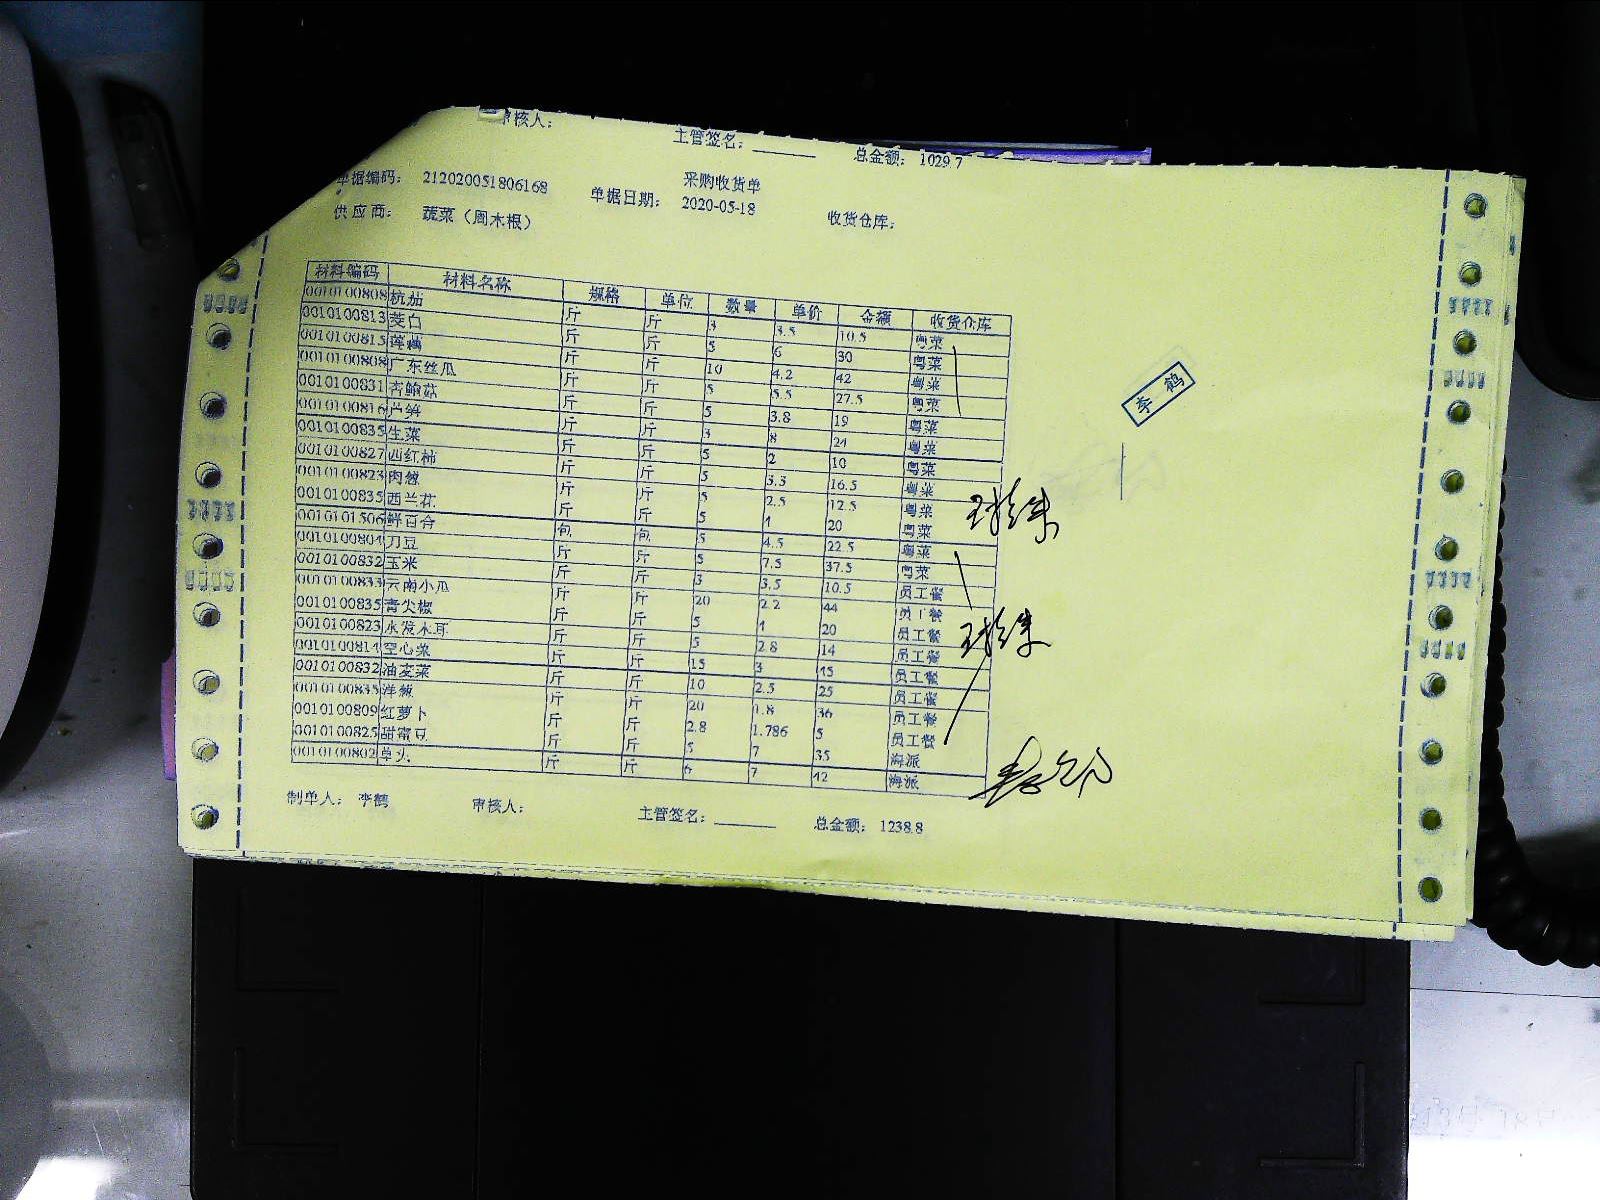 审核人：
主管签名：
总金额： 1029.7
采购收货单
单据编码： 212020051806168 单据日期： 2020-05-18 收货仓库：
供应商： 蔬菜（周木根）
材料编码 材料名称 规格 单位 数量 单价 金额 收货仓库
0010100808 杭茄 斤 斤 3 3.5 10.5 粤菜
0010100813 茭白 斤 斤 5 6 30 粤菜
0010100815 莲藕 斤 斤 10 4.2 42 粤菜
0010100808 广东丝瓜 斤 斤 5 5.5 27.5 粤菜
0010100831 杏鲍菇 斤 斤 5 3.8 19 粤菜
0010100816 芦笋 斤 斤 3 8 24 粤菜
0010100835 生菜 斤 斤 5 2 10 粤菜
0010100827 西红柿 斤 斤 5 3.3 16.5 粤菜
0010100823 肉葱 斤 斤 5 2.5 12.5 粤菜
0010100835 西兰花 斤 斤 5 4 20 粤菜
0010101506 鲜百合 包 包 5 4.5 22.5 粤菜
0010100804 刀豆 斤 斤 5 7.5 37.5 粤菜
0010100832 玉米 斤 斤 3 3.5 10.5 员工餐
0010100833 云南小瓜 斤 斤 20 2.2 44 员工餐
0010100835 青尖椒 斤 斤 5 4 20 员工餐
0010100823 水发木耳 斤 斤 5 2.8 14 员工餐
0010100814 空心菜 斤 斤 15 3 45 员工餐
0010100832 油麦菜 斤 斤 10 2.5 25 员工餐
0010100835 洋葱 斤 斤 20 1.8 36 员工餐
0010100809 红萝卜 斤 斤 2.8 1.786 5 员工餐
0010100825 甜蜜豆 斤 斤 5 7 35 海派
0010100802 草头 斤 斤 6 7 42 海派
李鹤
制单人： 李鹤 审核人： 主管签名： 总金额： 1238.8